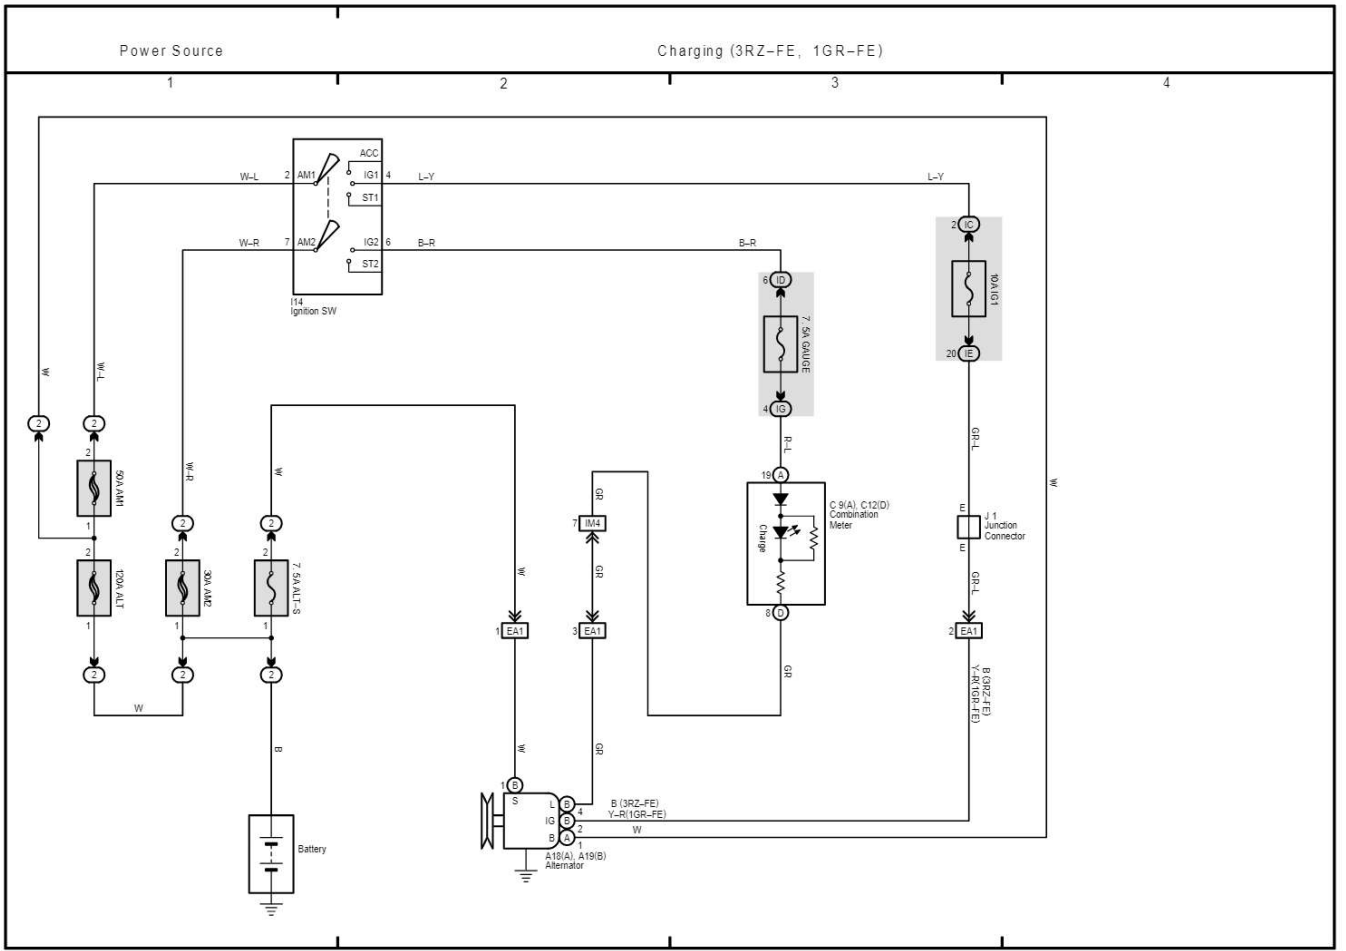 Power Source
Charging (3RZ–FE, 1GR–FE)
1
2
3
4
ACC
W–L
2
AM1
IG1
4
L–Y
L–Y
ST1
2
IC
W–R
7
AM2
IG2
6
B–R
B–R
ST2
6
ID
10A IG1
I14
Ignition SW
7. 5A GAUGE
20
IE
W
W–L
4
IG
2
2
R–L
GR–L
2
50A AM1
W–R
W
19
A
W
GR
1
C 9(A), C12(D)
Combination
Meter
Charge
E
J 1
Junction
Connector
E
2
2
7
IM4
2
2
120A ALT
2
30A AM2
7. 5A ALT–S
W
GR
GR–L
1
1
1
8
D
1
EA1
3
EA1
2
EA1
2
2
2
GR
B (3RZ–FE)
Y–R(1GR–FE)
W
B
W
GR
1
B
S
L
B
4
B (3RZ–FE)
Y–R(1GR–FE)
IG
B
2
W
B
A
1
Battery
A18(A), A19(B)
Alternator